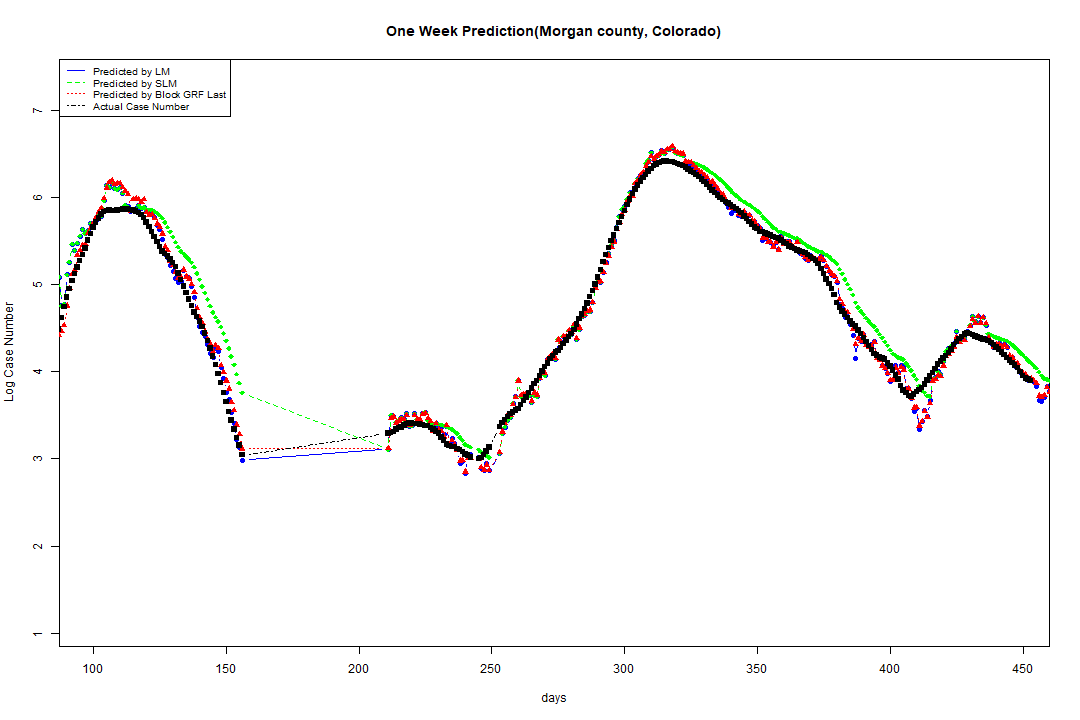 One Week Prediction(Morgan county, Colorado)
Predicted by LM
Predicted by SLM
Predicted by Block GRF Last
Actual Case Number
7
6
5
4
3
2
1
Log Case Number
100 150 200 250 300 350 400 450
days